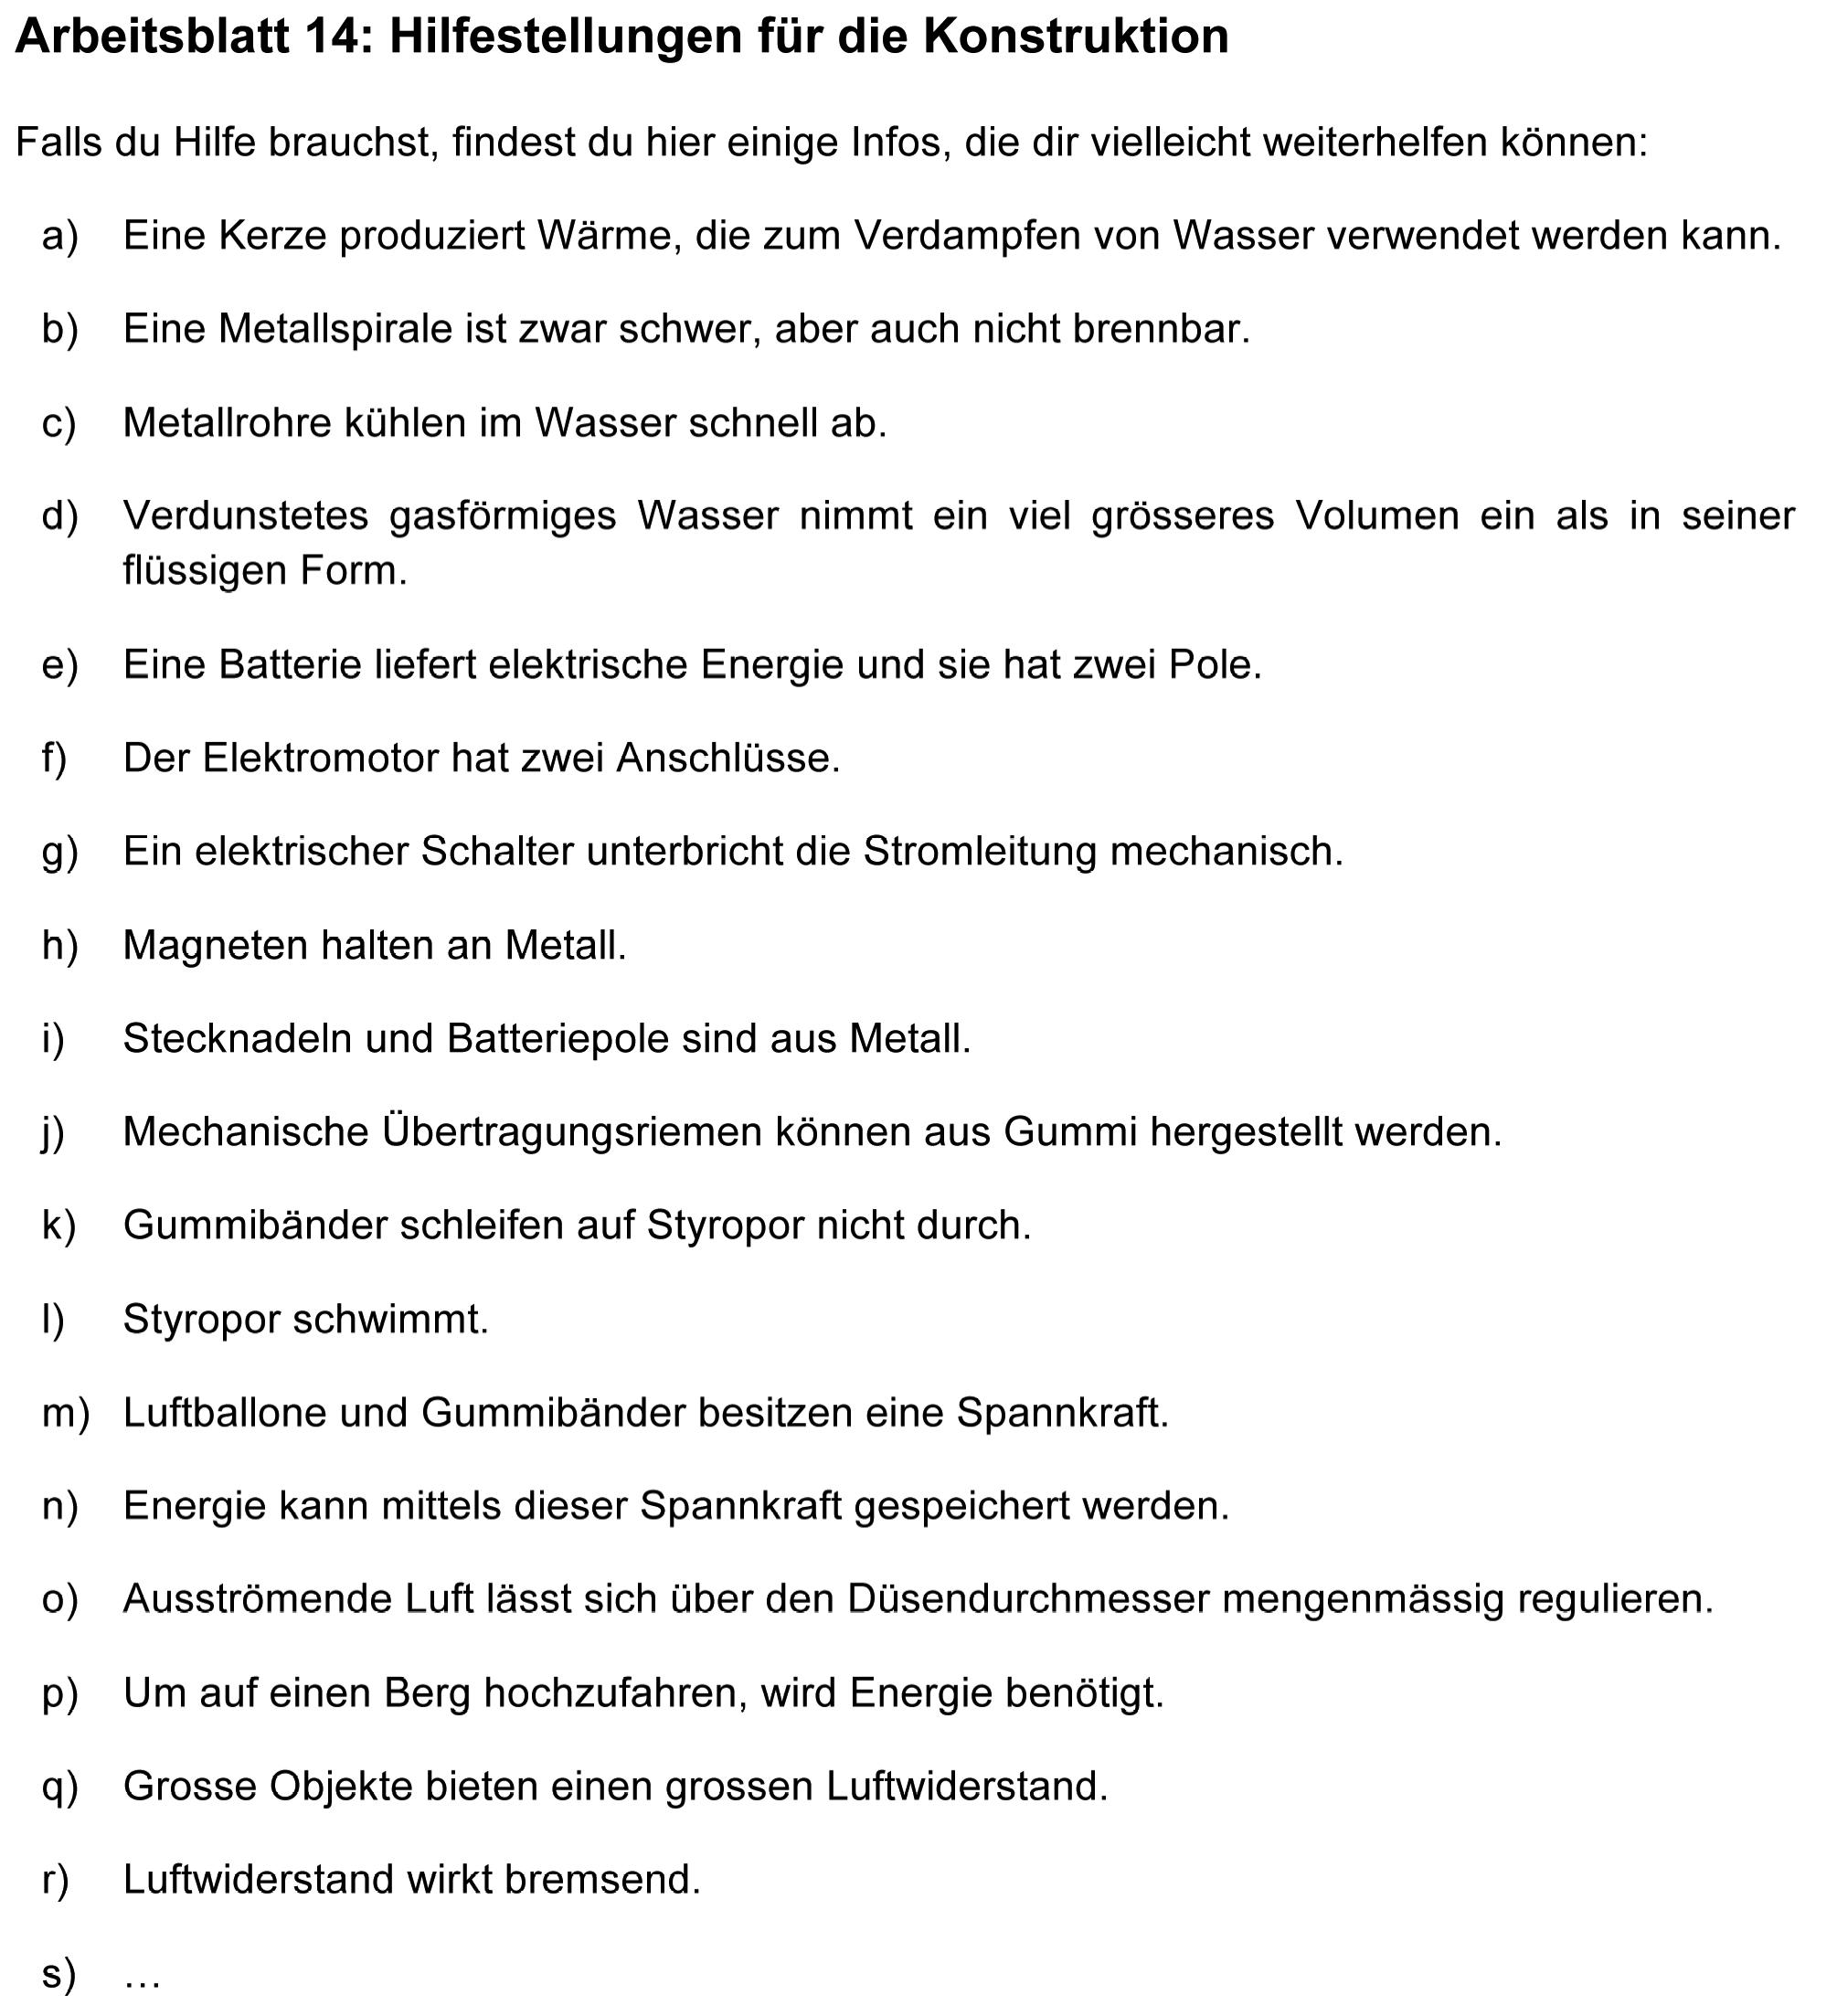 Arbeitsblatt 14: Hilfestellungen für die Konstruktion
Falls du Hilfe brauchst, findest du hier einige Infos, die dir vielleicht weiterhelfen können:
a) Eine Kerze produziert Wärme, die zum Verdampfen von Wasser verwendet werden kann.
b) Eine Metallspirale ist zwar schwer, aber auch nicht brennbar.
c) Metallrohre kühlen im Wasser schnell ab.
d) Verdunstetes gasförmiges Wasser nimmt ein viel grösseres Volumen ein als in seiner
flüssigen Form.
e) Eine Batterie liefert elektrische Energie und sie hat zwei Pole.
f) Der Elektromotor hat zwei Anschlüsse.
g) Ein elektrischer Schalter unterbricht die Stromleitung mechanisch.
h) Magneten halten an Metall.
i) Stecknadeln und Batteriepole sind aus Metall.
j) Mechanische Übertragungsriemen können aus Gummi hergestellt werden.
k) Gummibänder schleifen auf Styropor nicht durch.
l) Styropor schwimmt.
m) Luftballone und Gummibänder besitzen eine Spannkraft.
n) Energie kann mittels dieser Spannkraft gespeichert werden.
o) Ausströmende Luft lässt sich über den Düsendurchmesser mengenmässig regulieren.
p) Um auf einen Berg hochzufahren, wird Energie benötigt.
q) Grosse Objekte bieten einen grossen Luftwiderstand.
r) Luftwiderstand wirkt bremsend.
s) …